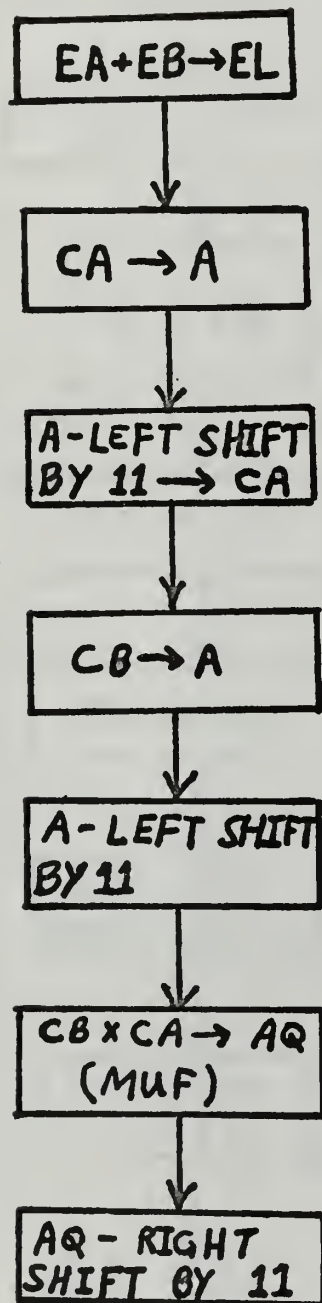 EA+EB→EL
CA → A
A-LEFT SHIFT
BY 11 → CA
CB → A
A-LEFT SHIFT
BY 11
CB x CA → AQ
(MUF)
AQ - RIGHT
SHIFT BY 11